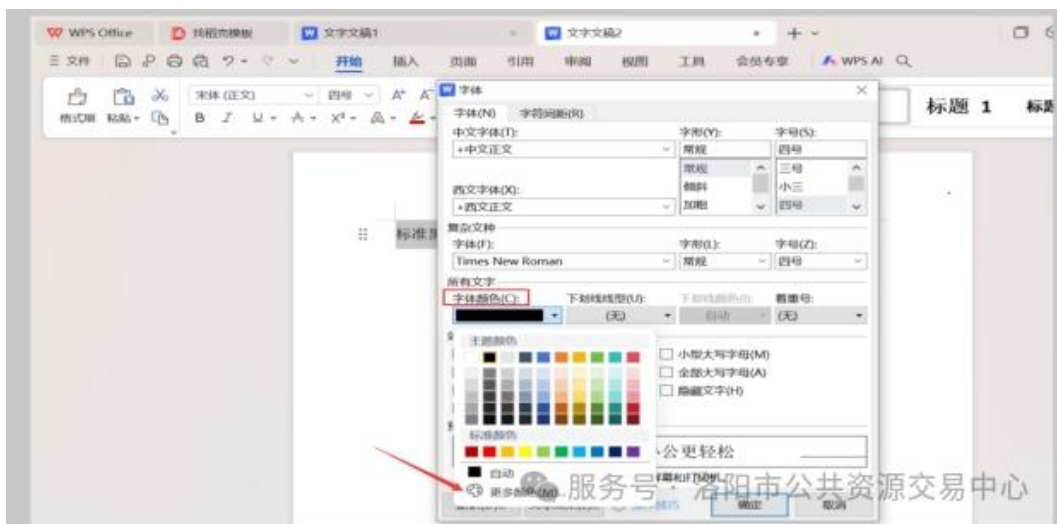 WPS Office 找稻壳模板 文字文稿1 文字文稿2
文件 开始 插入 页面 引用 审阅 视图 工具 会员专享 WPS AI
格式刷 粘贴 宋体 (正文) 四号 标题 1 标题
字体
字体(N) 字符间距(R)
中文字体(T): 字形(Y): 字号(S):
+中文正文 常规 四号
常规 三号
倾斜 小三
西文字体(X):
+西文正文 加粗 四号
标准
复杂文种
字体(F): 字形(L): 字号(Z):
Times New Roman 常规 四号
所有文字
字体颜色(C): 下划线线型(U): 下划线颜色(I): 着重号:
(无) 自动 (无)
主题颜色
小型大写字母(M)
全部大写字母(A)
隐藏文字(H)
标准颜色
公更轻松
自动
更多颜色(M)...
服务号 · 洛阳市公共资源交易中心
确定 取消